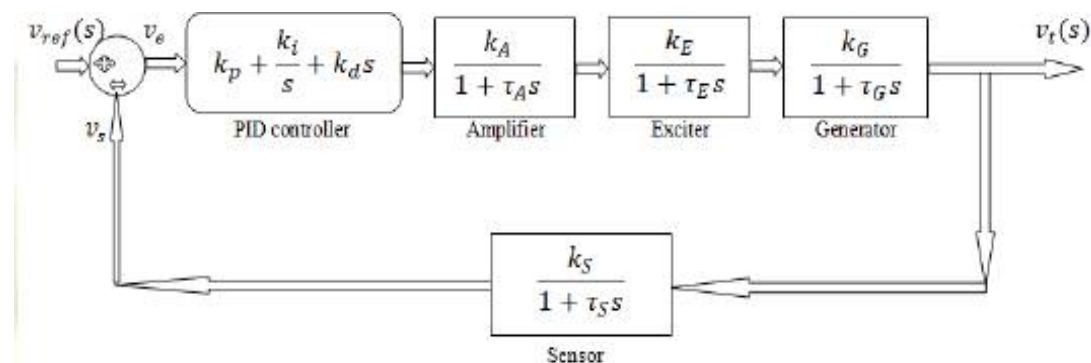 v_ref(s)
v_e
k_p + k_i/s + k_d s
PID controller
k_A
1 + τ_A s
Amplifier
k_E
1 + τ_E s
Exciter
k_G
1 + τ_G s
Generator
v_t(s)
v_s
k_S
1 + τ_S s
Sensor